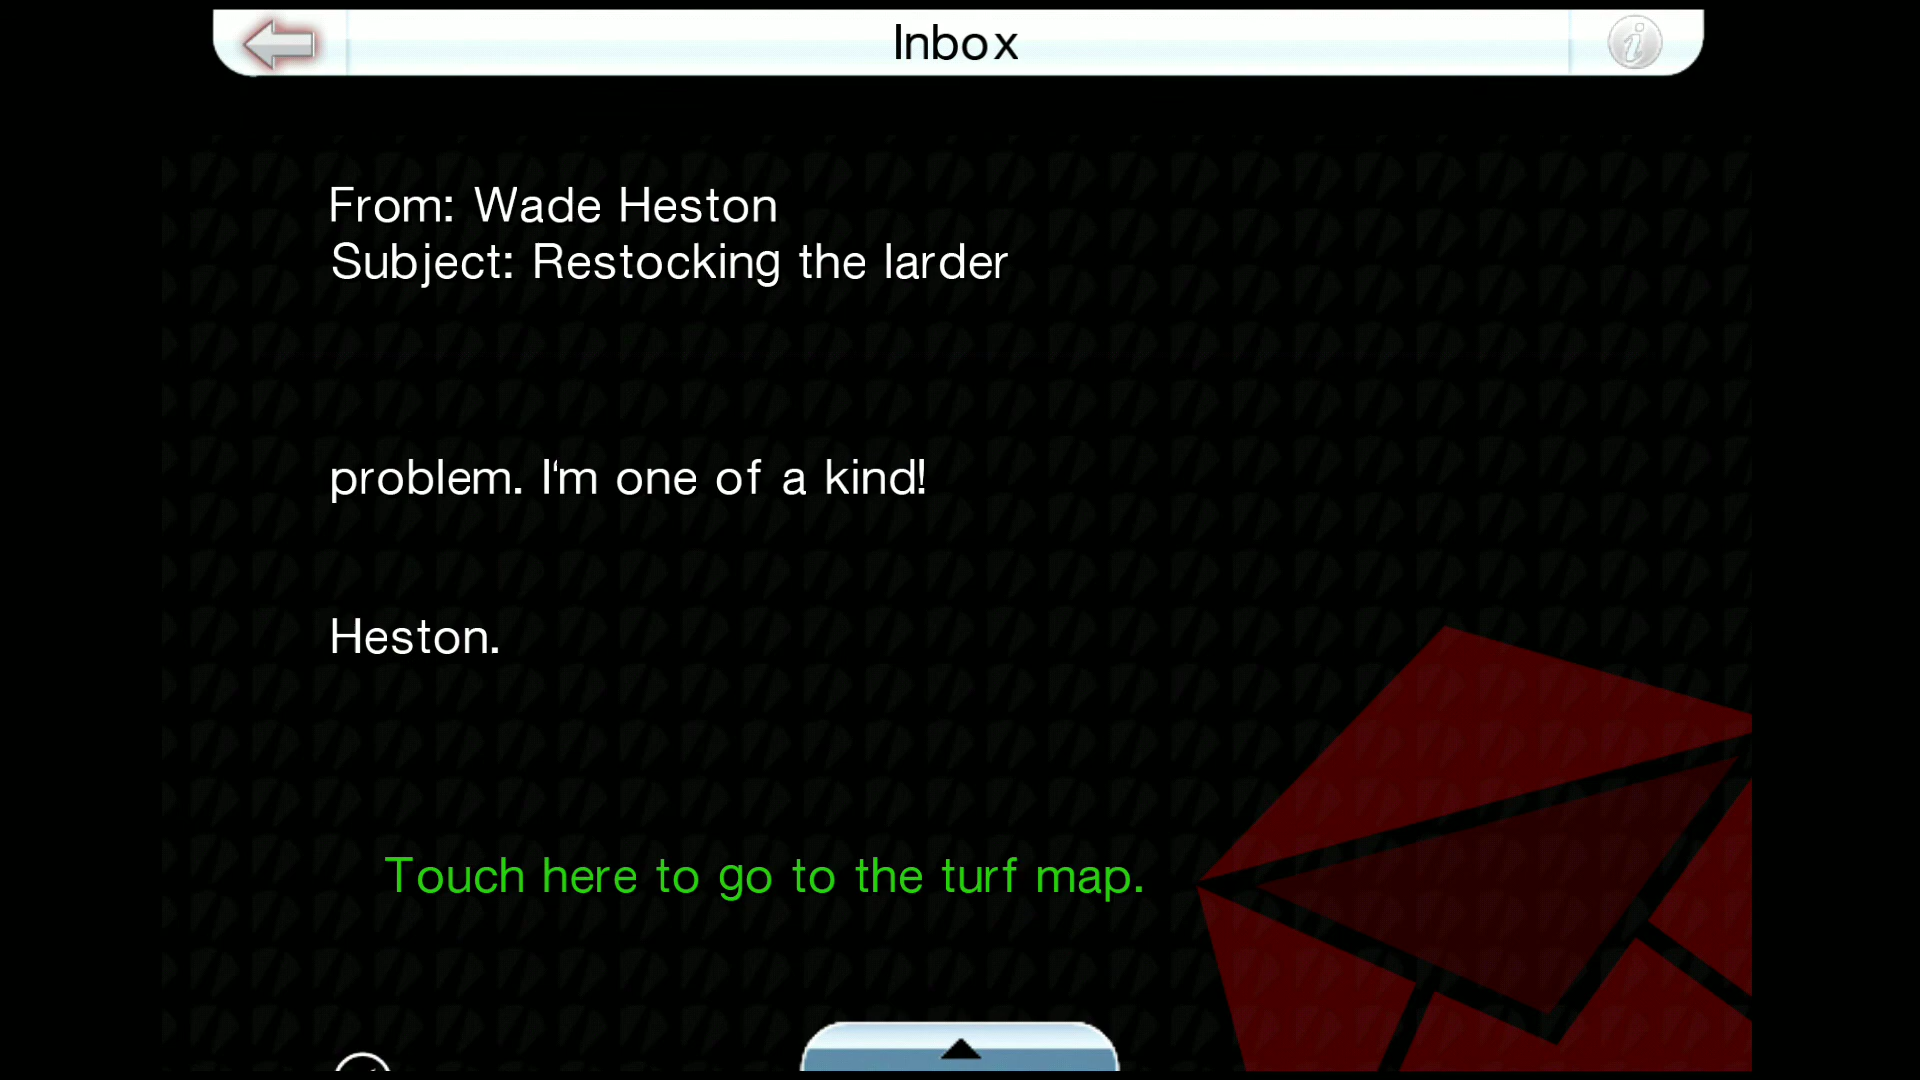 Inbox
From: Wade Heston
Subject: Restocking the larder
problem. I'm one of a kind!
Heston.
Touch here to go to the turf map.